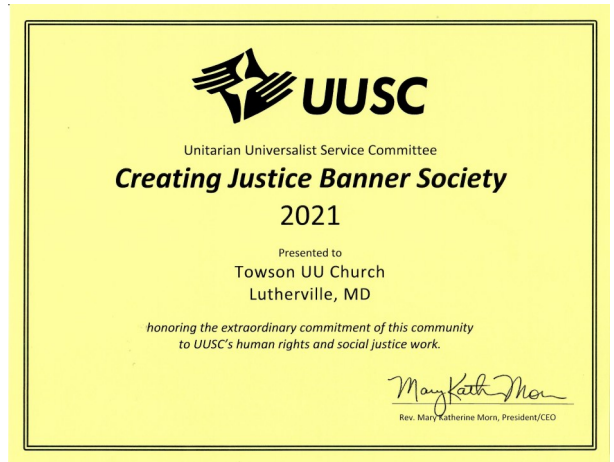 UUSC
Unitarian Universalist Service Committee
Creating Justice Banner Society
2021
Presented to
Towson UU Church
Lutherville, MD
honoring the extraordinary commitment of this community
to UUSC's human rights and social justice work.
Mary Kath Morn
Rev. Mary Katherine Morn, President/CEO